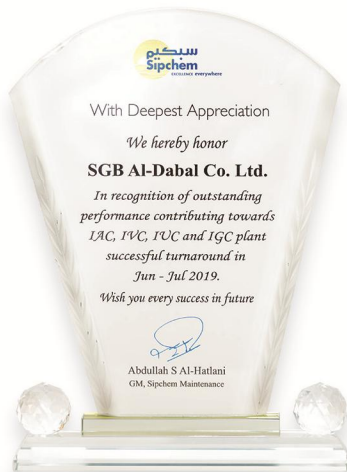 سبكيم
Sipchem
EXCELLENCE everywhere
With Deepest Appreciation
We hereby honor
SGB Al-Dabal Co. Ltd.
In recognition of outstanding
performance contributing towards
IAC, IVC, IUC and IGC plant
successful turnaround in
Jun - Jul 2019.
Wish you every success in future
Abdullah S Al-Hatlani
GM, Sipchem Maintenance